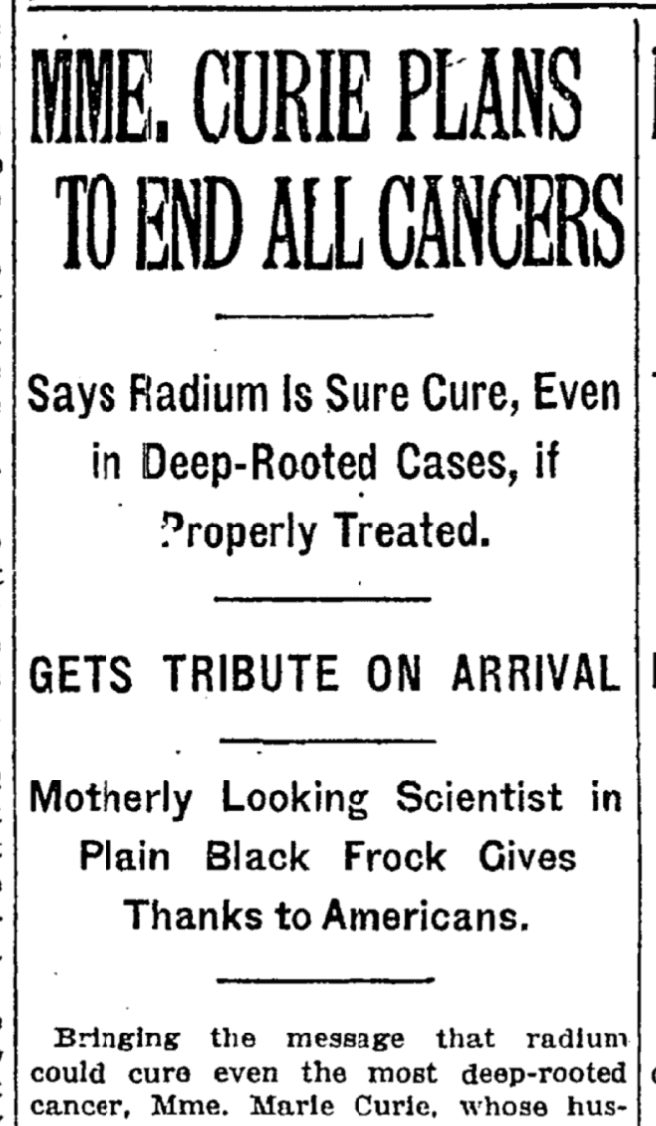 MME. CURIE PLANS
TO END ALL CANCERS
Says Radium Is Sure Cure, Even
in Deep-Rooted Cases, if
Properly Treated.
GETS TRIBUTE ON ARRIVAL
Motherly Looking Scientist in
Plain Black Frock Gives
Thanks to Americans.
Bringing the message that radium
could cure even the most deep-rooted
cancer, Mme. Marie Curie, whose hus-